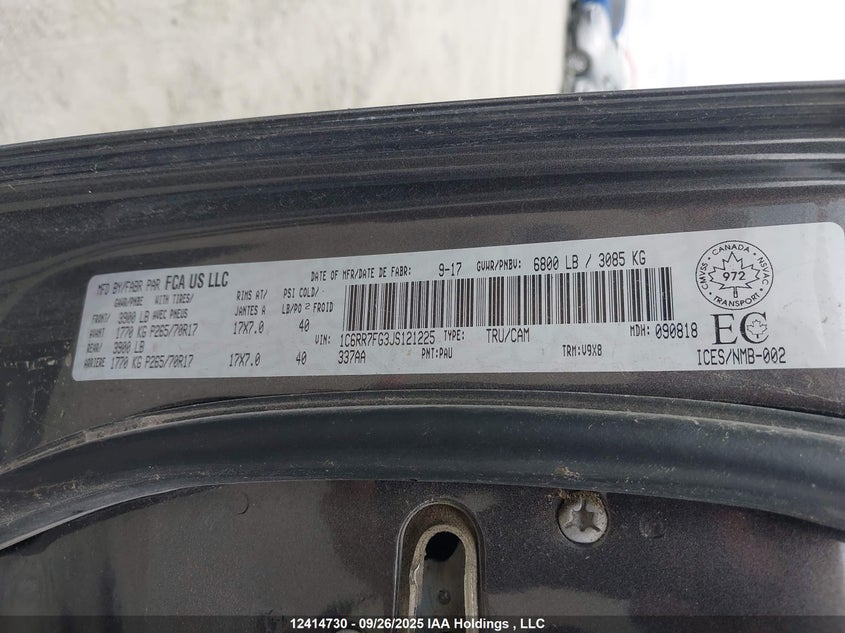 MFD BY/FABR PAR FCA US LLC
DATE OF MFR/DATE DE FABR: 9-17 GVWR/PNBV: 6800 LB / 3085 KG
GAWR/PNBE WITH TIRES/ RIMS AT/ PSI COLD/
AVEC PNEUS JANTES A LB/PO2 FROID
FRONT/ 3900 LB
AVANT 1770 KG P265/70R17 17X7.0 40
REAR/ 3900 LB
ARRIERE 1770 KG P265/70R17 17X7.0 40
VIN: 1C6RR7FG3JS121225 TYPE: TRU/CAM MDH: 090818
337AA PNT:PAU TRM:V9X8
CANADA
CMVSS NSVAC
972
TRANSPORT
EC
ICES/NMB-002
12414730 - 09/26/2025 IAA Holdings , LLC